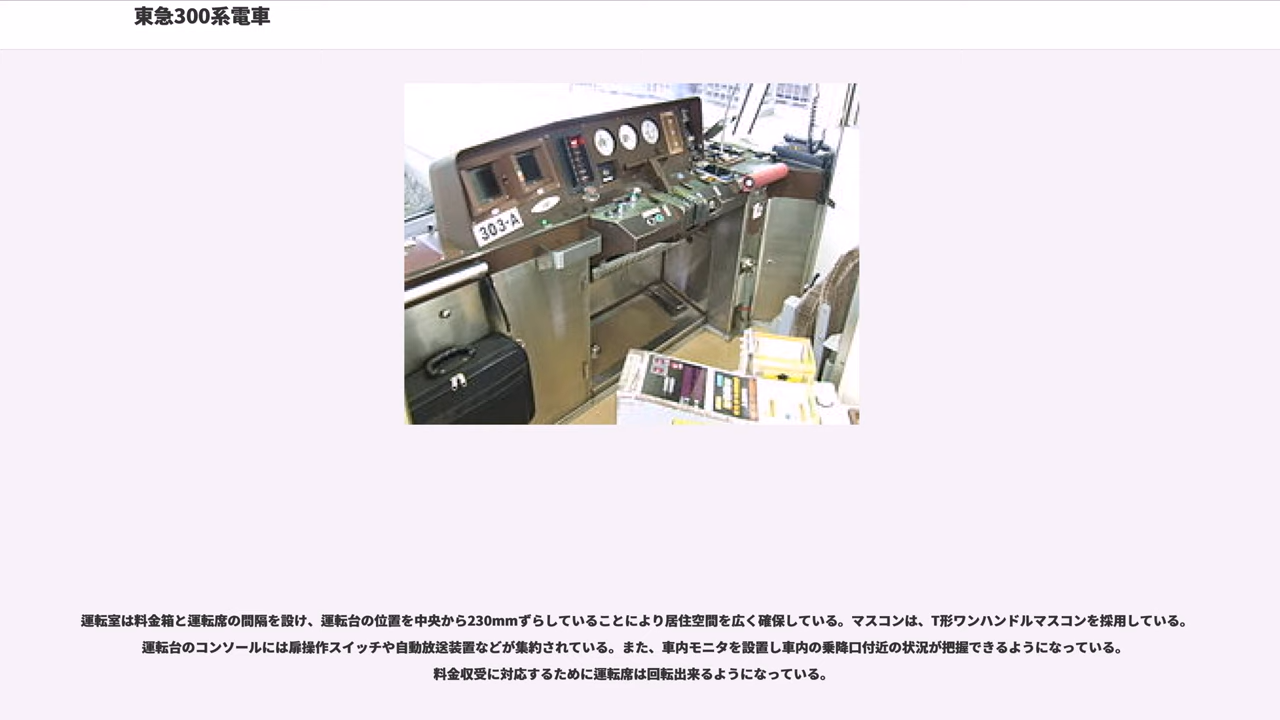 東急300系電車
303-A
運転室は料金箱と運転席の間隔を設け、運転台の位置を中央から230mmずらしていることにより居住空間を広く確保している。マスコンは、T形ワンハンドルマスコンを採用している。
運転台のコンソールには扉操作スイッチや自動放送装置などが集約されている。また、車内モニタを設置し車内の乗降口付近の状況が把握できるようになっている。
料金収受に対応するために運転席は回転出来るようになっている。